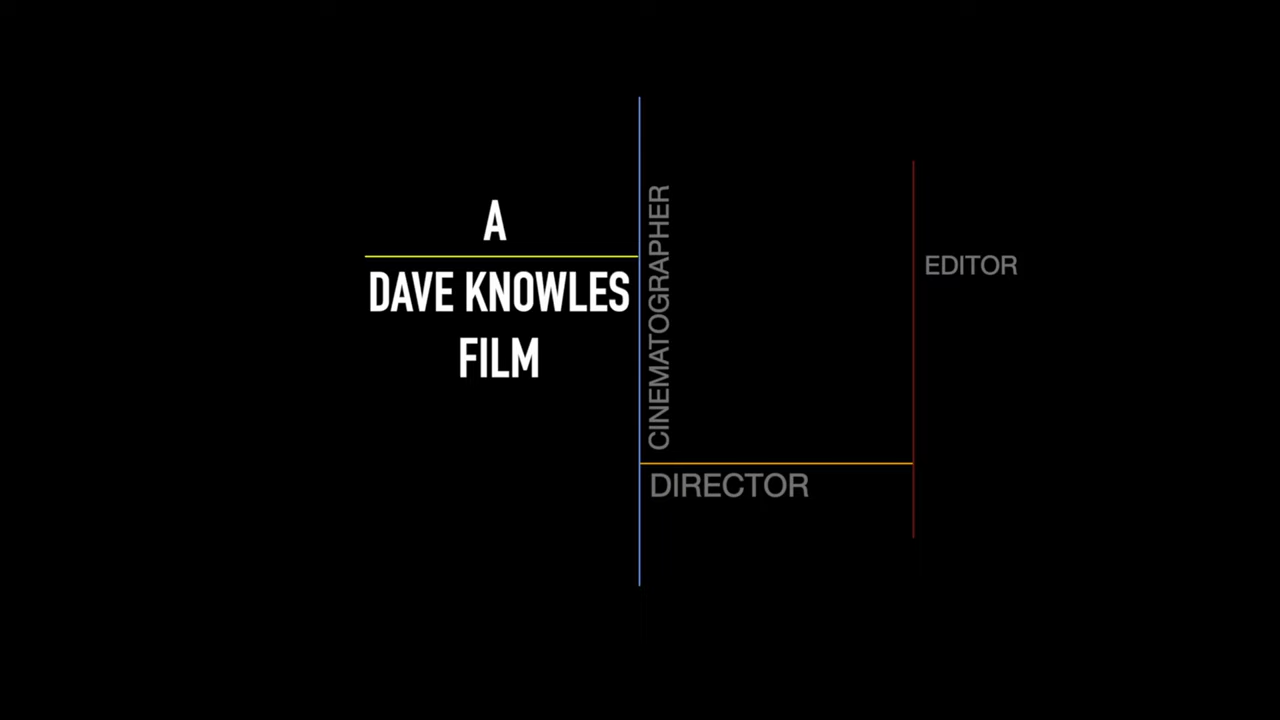 A
DAVE KNOWLES
FILM
CINEMATOGRAPHER
DIRECTOR
EDITOR